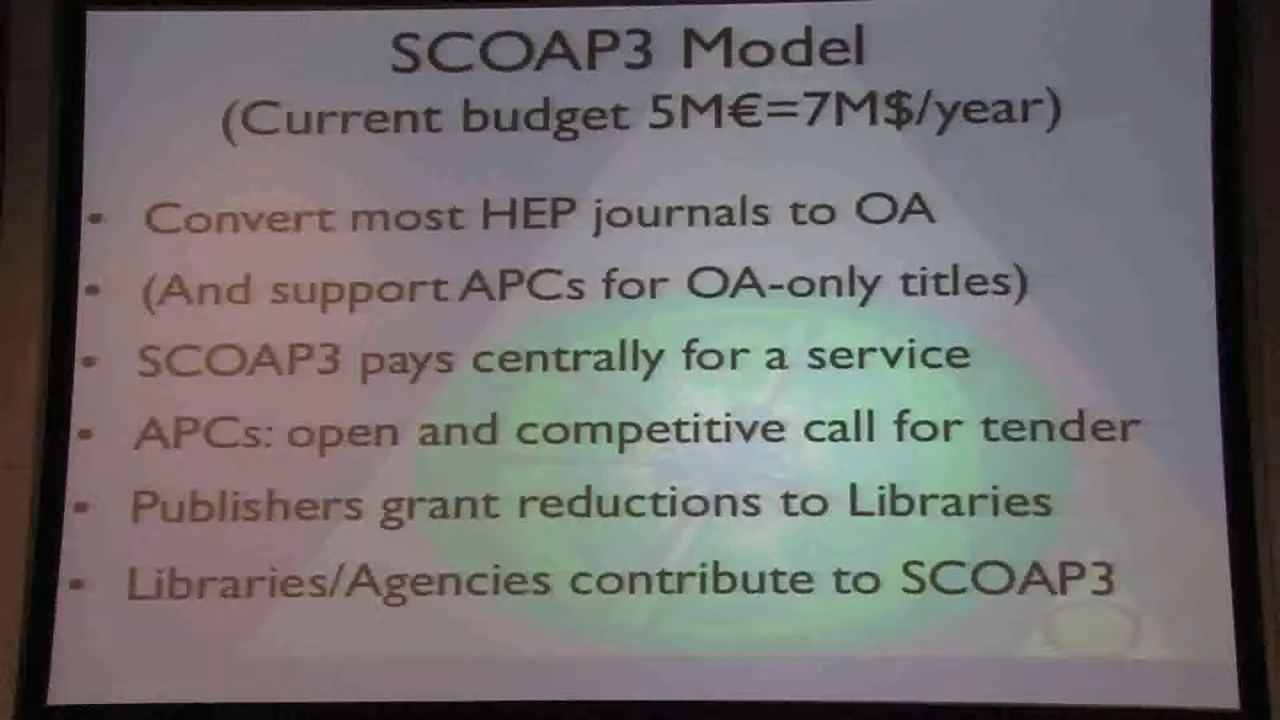 SCOAP3 Model
(Current budget 5M€=7M$/year)
• Convert most HEP journals to OA
• (And support APCs for OA-only titles)
• SCOAP3 pays centrally for a service
• APCs: open and competitive call for tender
• Publishers grant reductions to Libraries
• Libraries/Agencies contribute to SCOAP3